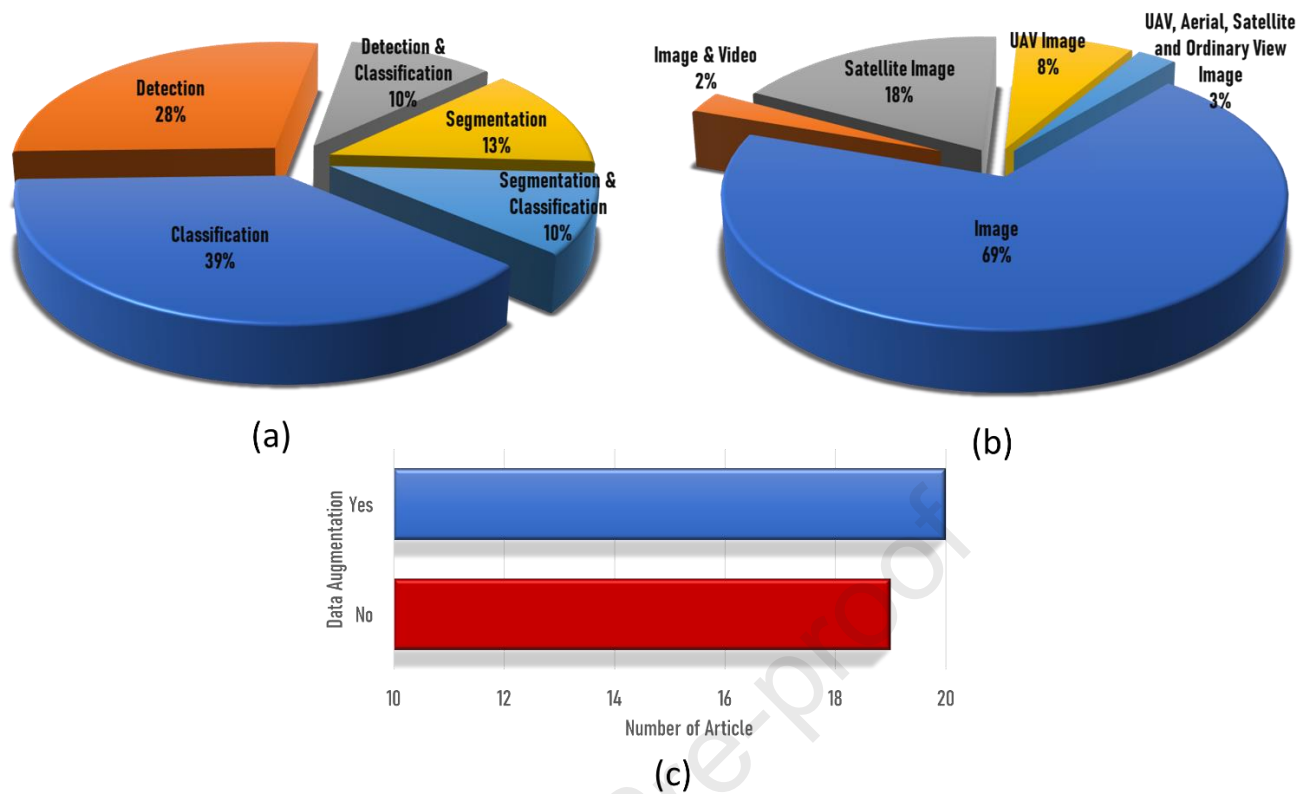 Detection
28%
Detection &
Classification
10%
Segmentation
13%
Segmentation &
Classification
10%
Classification
39%
(a)
Image & Video
2%
Satellite Image
18%
UAV Image
8%
UAV, Aerial, Satellite
and Ordinary View
Image
3%
Image
69%
(b)
Data Augmentation
Yes
No
10 12 14 16 18 20
Number of Article
(c)
re-proof